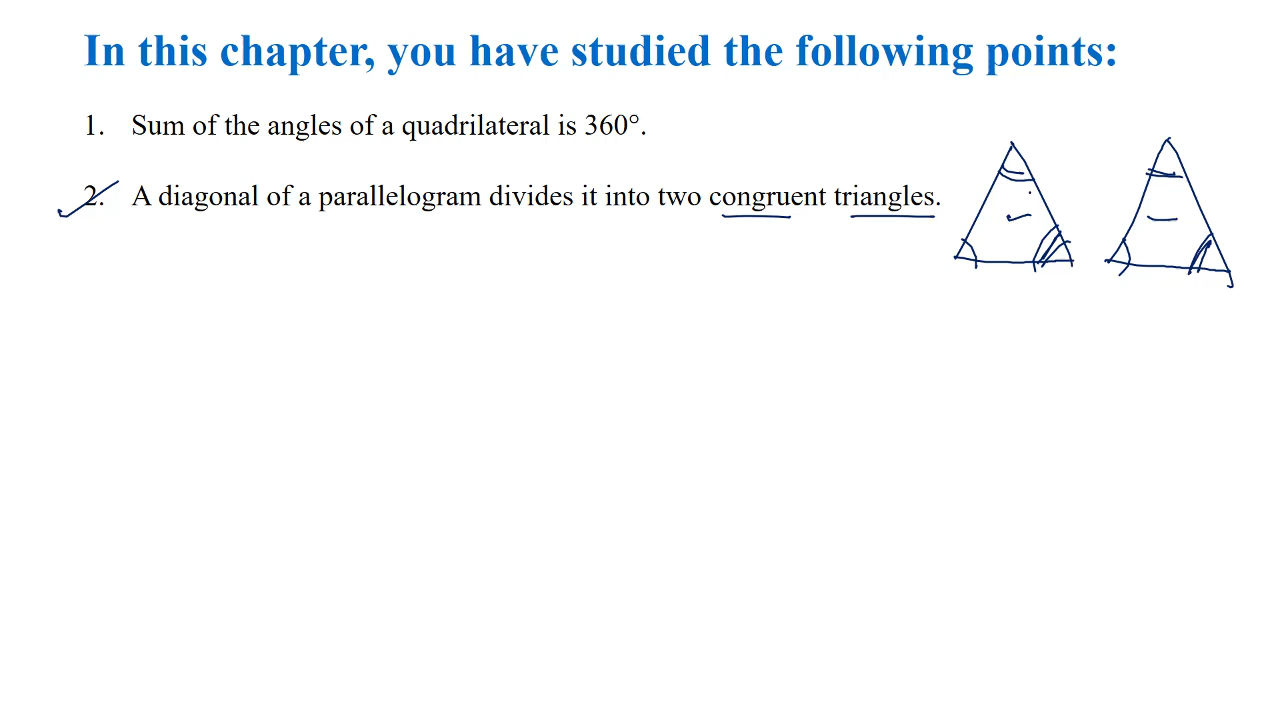 In this chapter, you have studied the following points:
1. Sum of the angles of a quadrilateral is 360°.
2. A diagonal of a parallelogram divides it into two congruent triangles.